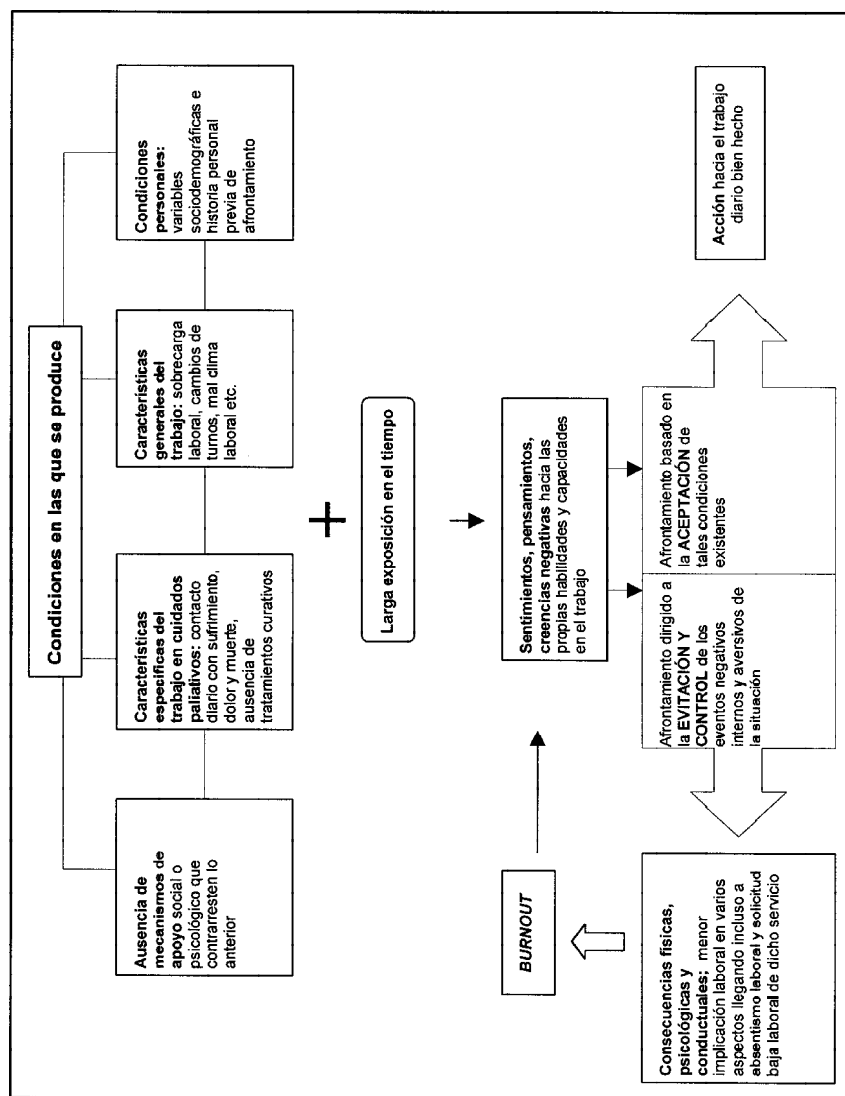 Condiciones en las que se produce
Ausencia de
mecanismos de
apoyo social o
psicológico que
contrarresten lo
anterior
Características
específicas del
trabajo en cuidados
paliativos: contacto
diario con sufrimiento,
dolor y muerte,
ausencia de
tratamientos curativos
Características
generales del
trabajo: sobrecarga
laboral, cambios de
turnos, mal clima
laboral etc.
Condiciones
personales:
variables
sociodemográficas e
historia personal
previa de
afrontamiento
+
Larga exposición en el tiempo
BURNOUT
Sentimientos, pensamientos,
creencias negativas hacia las
propias habilidades y capacidades
en el trabajo
Consecuencias físicas,
psicológicas y
conductuales; menor
implicación laboral en varios
aspectos llegando incluso a
absentismo laboral y solicitud
baja laboral de dicho servicio
Afrontamiento dirigido a
la EVITACIÓN Y
CONTROL de los
eventos negativos
internos y aversivos de
la situación
Afrontamiento basado en
la ACEPTACIÓN de
tales condiciones
existentes
Acción hacia el trabajo
diario bien hecho